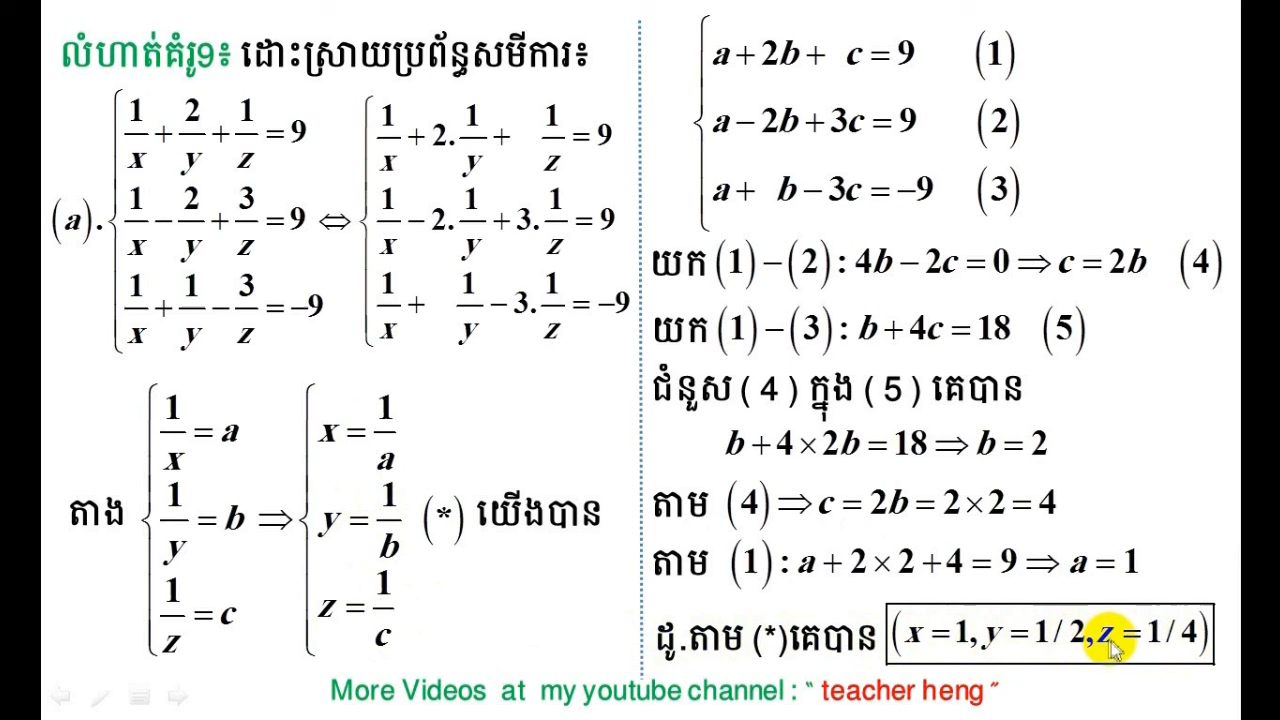 លំហាត់គំរូ9៖ ដោះស្រាយប្រព័ន្ធសមីការ៖
(a). { 1/x + 2/y + 1/z = 9 ⇔ { 1/x + 2.1/y + 1/z = 9
1/x − 2/y + 3/z = 9 1/x − 2.1/y + 3.1/z = 9
1/x + 1/y − 3/z = −9 1/x + 1/y − 3.1/z = −9
តាង { 1/x = a ⇒ { x = 1/a
1/y = b y = 1/b (*) យើងបាន
1/z = c z = 1/c
{ a + 2b + c = 9 (1)
a − 2b + 3c = 9 (2)
a + b − 3c = −9 (3)
យក (1) − (2) : 4b − 2c = 0 ⇒ c = 2b (4)
យក (1) − (3) : b + 4c = 18 (5)
ជំនួស ( 4 ) ក្នុង ( 5 ) គេបាន
b + 4 × 2b = 18 ⇒ b = 2
តាម (4) ⇒ c = 2b = 2 × 2 = 4
តាម (1) : a + 2 × 2 + 4 = 9 ⇒ a = 1
ដូ.តាម (*) គេបាន (x = 1, y = 1/2, z = 1/4)
More Videos at my youtube channel : “ teacher heng ”